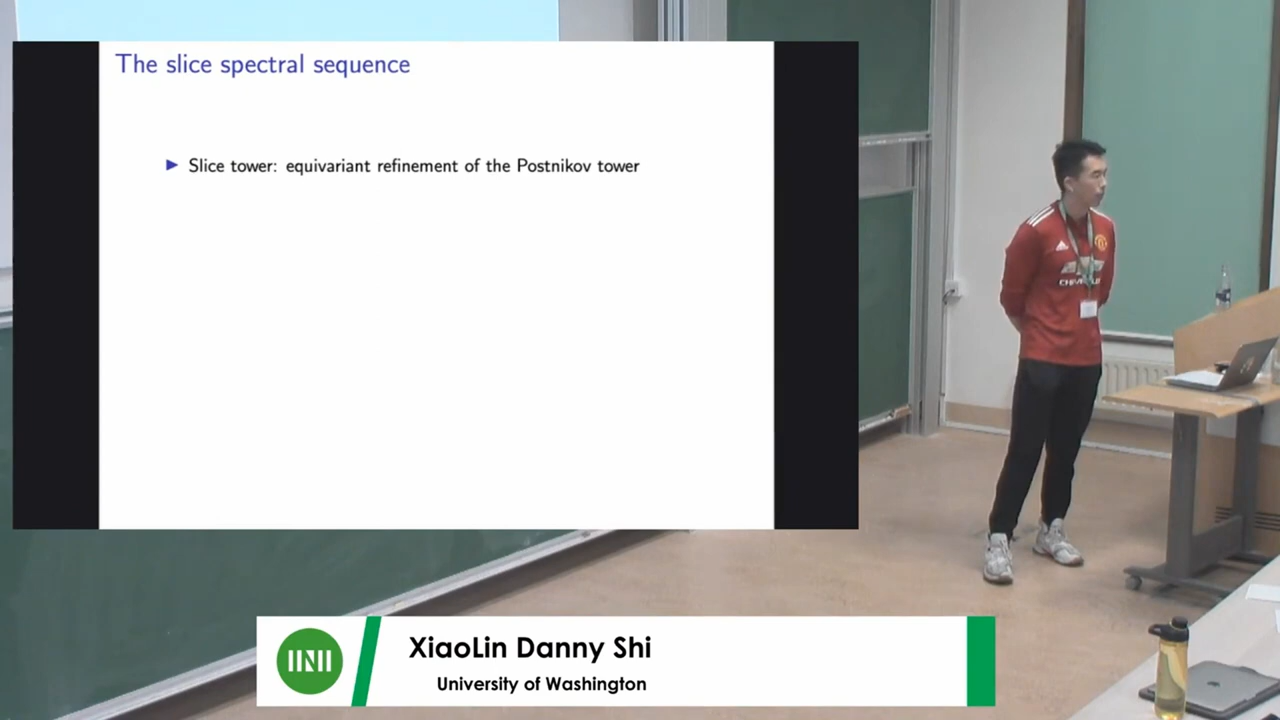 The slice spectral sequence
Slice tower: equivariant refinement of the Postnikov tower
XiaoLin Danny Shi
University of Washington